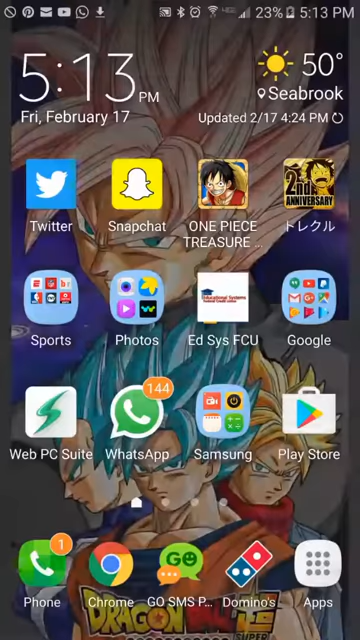 23% 5:13 PM
5:13 PM
50°
Seabrook
Fri, February 17
Updated 2/17 4:24 PM
2nd
ANNIVERSARY
Twitter
Snapchat
ONE PIECE
TREASURE ...
トレクル
Educational Systems
Sports
Photos
Ed Sys FCU
Google
144
Web PC Suite
WhatsApp
Samsung
Play Store
1
GO
Phone
Chrome
GO SMS P...
Domino's
Apps
DRAGON BALL
SUPER